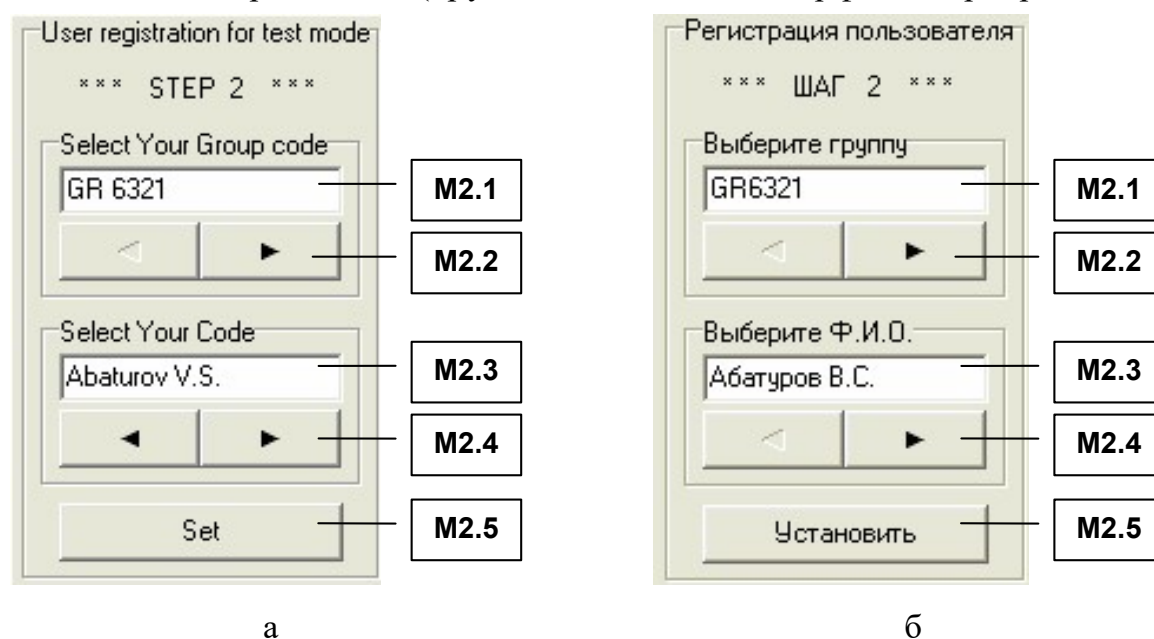 User registration for test mode
*** STEP 2 ***
Select Your Group code
GR 6321
M2.1
M2.2
Select Your Code
Abaturov V.S.
M2.3
M2.4
Set
M2.5
а
Регистрация пользователя
*** ШАГ 2 ***
Выберите группу
GR6321
M2.1
M2.2
Выберите Ф.И.О.
Абатуров В.С.
M2.3
M2.4
Установить
M2.5
б